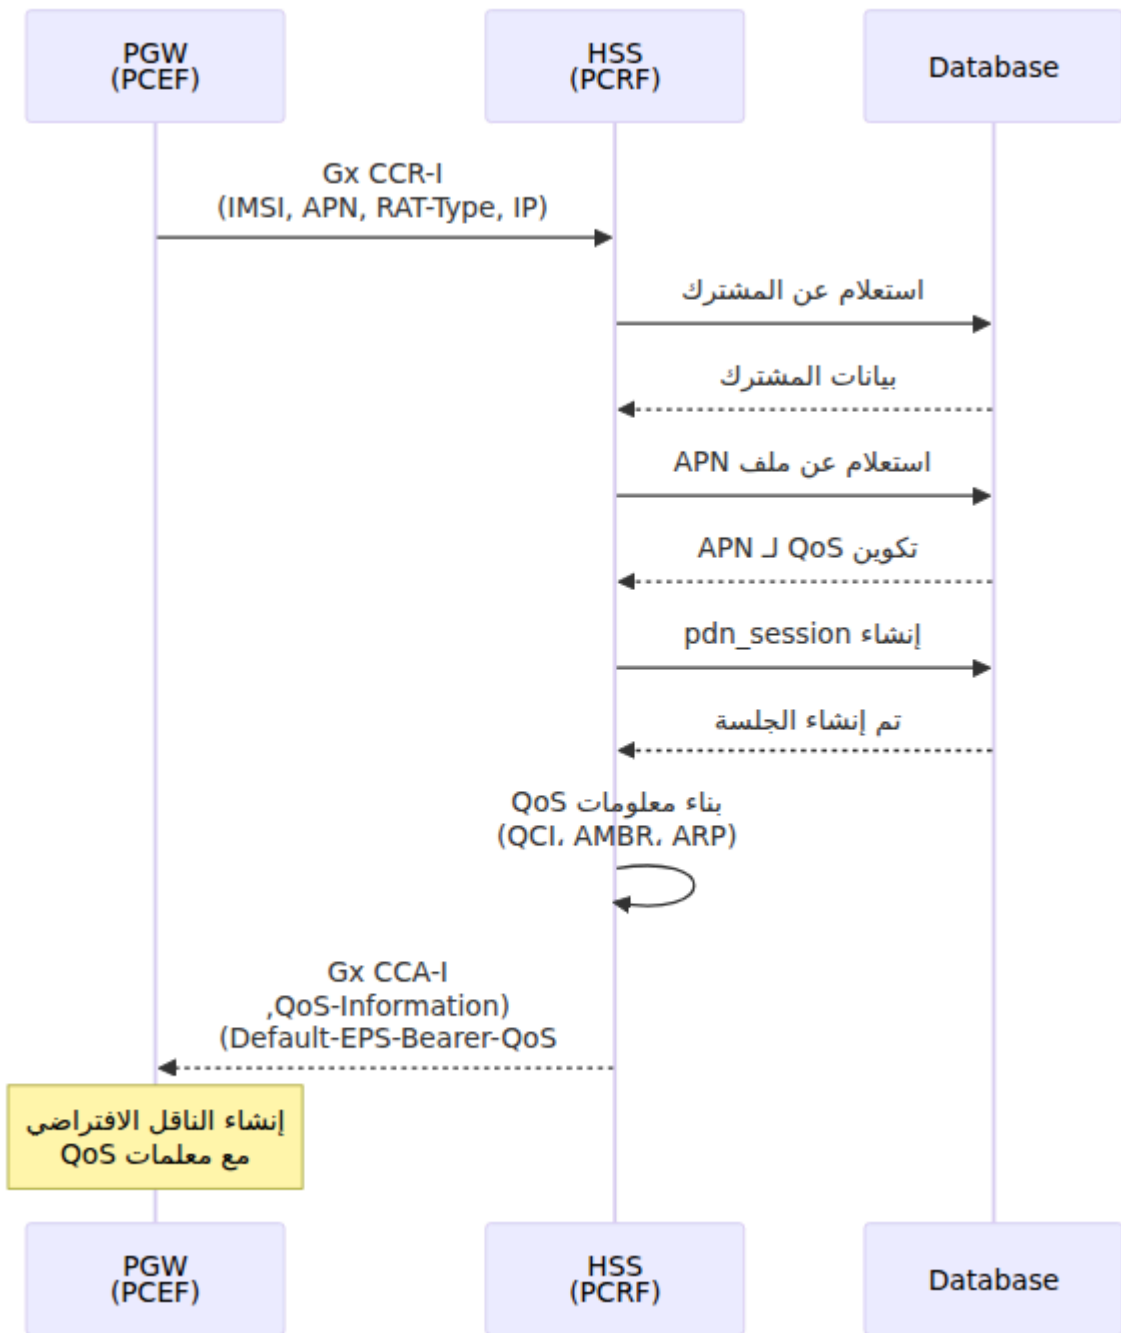 PGW
(PCEF)
HSS
(PCRF)
Database
Gx CCR-I
(IMSI, APN, RAT-Type, IP)
استعلام عن المشترك
بيانات المشترك
استعلام عن ملف APN
تكوين QoS لـ APN
إنشاء pdn_session
تم إنشاء الجلسة
بناء معلومات QoS
(QCI، AMBR، ARP)
Gx CCA-I
,QoS-Information)
(Default-EPS-Bearer-QoS
إنشاء الناقل الافتراضي
مع معلمات QoS
PGW
(PCEF)
HSS
(PCRF)
Database